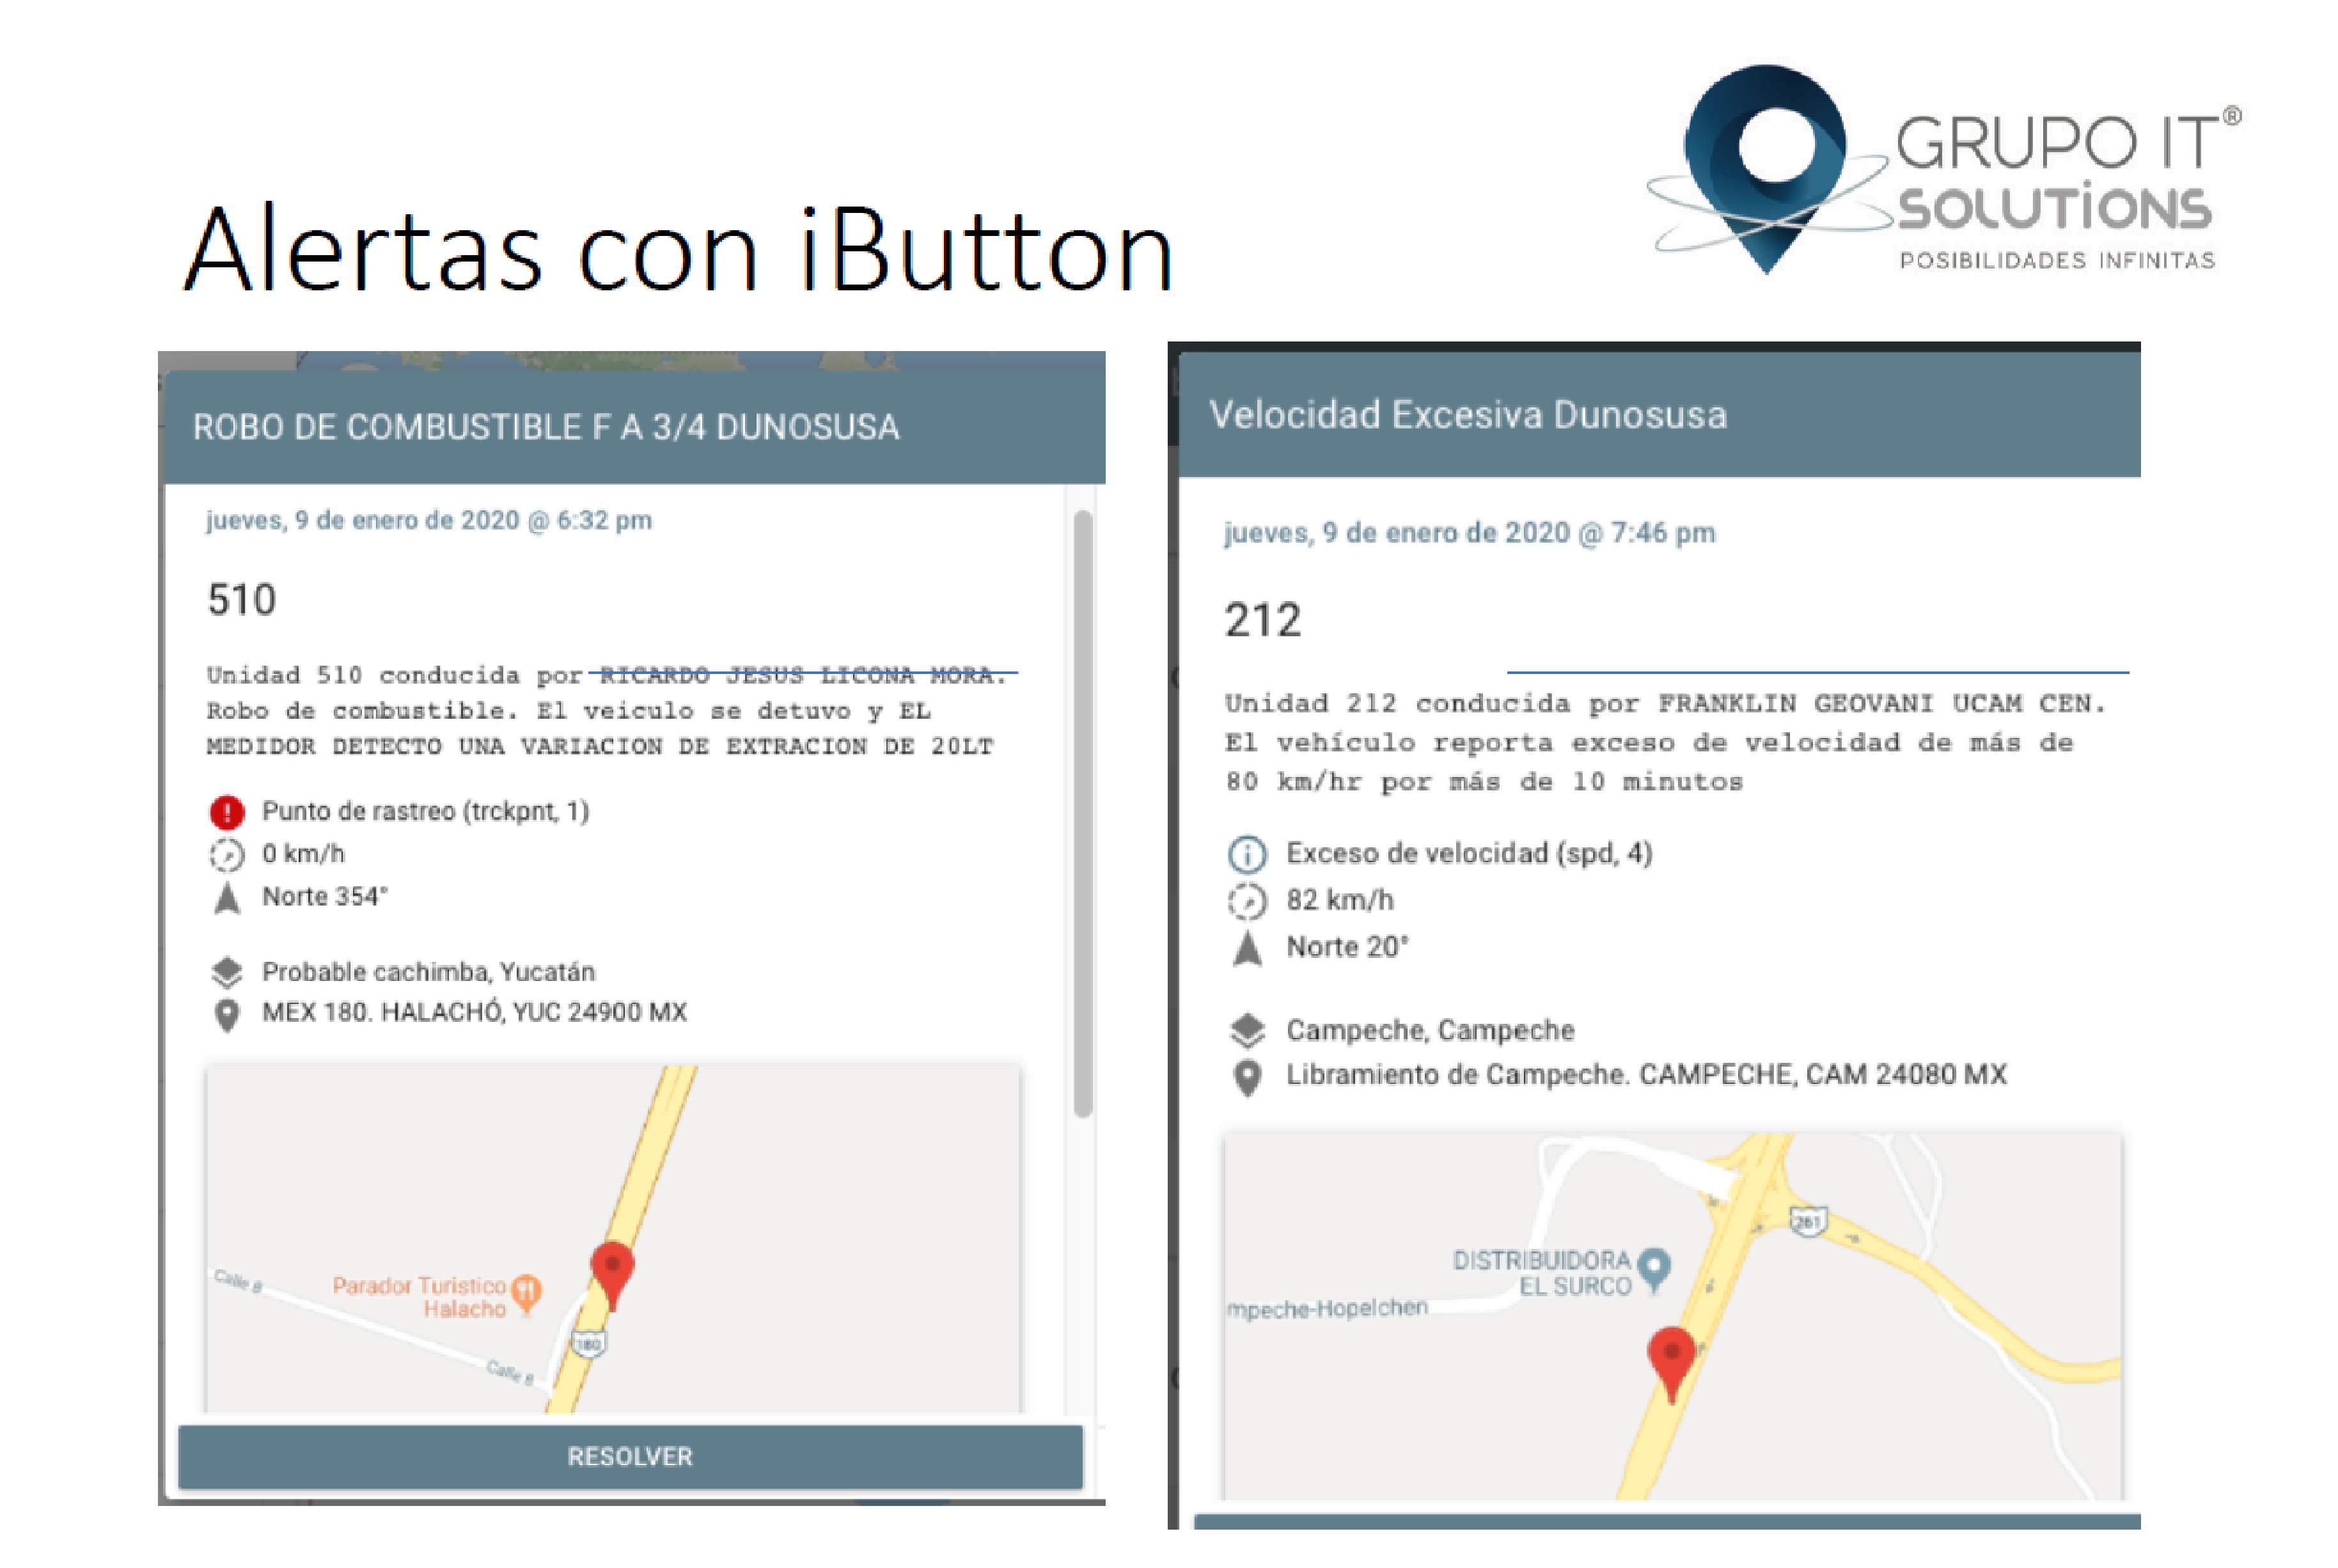 GRUPO IT®
SOLUTiONS
POSIBILIDADES INFINITAS
Alertas con iButton
ROBO DE COMBUSTIBLE F A 3/4 DUNOSUSA
jueves, 9 de enero de 2020 @ 6:32 pm
510
Unidad 510 conducida por RICARDO JESUS LICONA MORA.
Robo de combustible. El veiculo se detuvo y EL
MEDIDOR DETECTO UNA VARIACION DE EXTRACION DE 20LT
Punto de rastreo (trckpnt, 1)
0 km/h
Norte 354°
Probable cachimba, Yucatán
MEX 180. HALACHÓ, YUC 24900 MX
Calle 8
Parador Turistico
Halacho
180
Calle 8
RESOLVER
Velocidad Excesiva Dunosusa
jueves, 9 de enero de 2020 @ 7:46 pm
212
Unidad 212 conducida por FRANKLIN GEOVANI UCAM CEN.
El vehículo reporta exceso de velocidad de más de
80 km/hr por más de 10 minutos
Exceso de velocidad (spd, 4)
82 km/h
Norte 20°
Campeche, Campeche
Libramiento de Campeche. CAMPECHE, CAM 24080 MX
261
DISTRIBUIDORA
EL SURCO
mpeche-Hopelchen